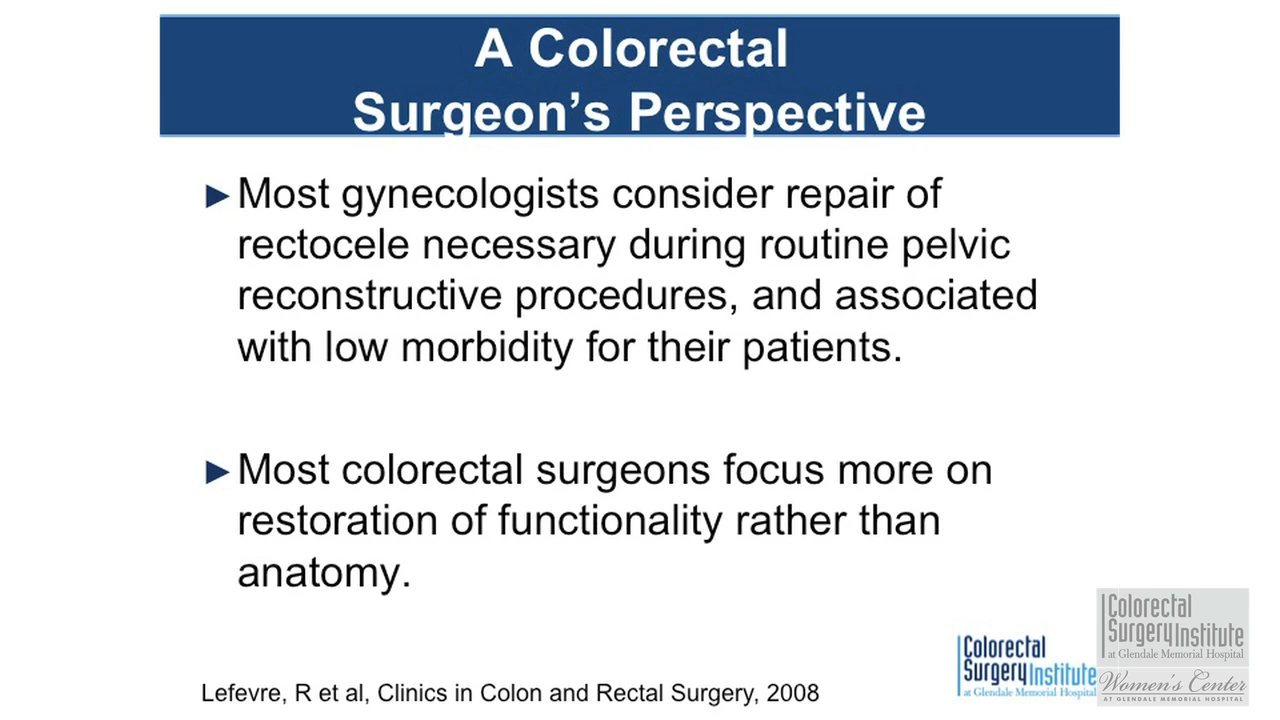 A Colorectal
Surgeon’s Perspective
►Most gynecologists consider repair of
rectocele necessary during routine pelvic
reconstructive procedures, and associated
with low morbidity for their patients.
►Most colorectal surgeons focus more on
restoration of functionality rather than
anatomy.
Lefevre, R et al, Clinics in Colon and Rectal Surgery, 2008
Colorectal
Surgery Institute
at Glendale Memorial Hospital
Colorectal
Surgery Institute
at Glendale Memorial Hospital
Women's Center
AT GLENDALE MEMORIAL HOSPITAL